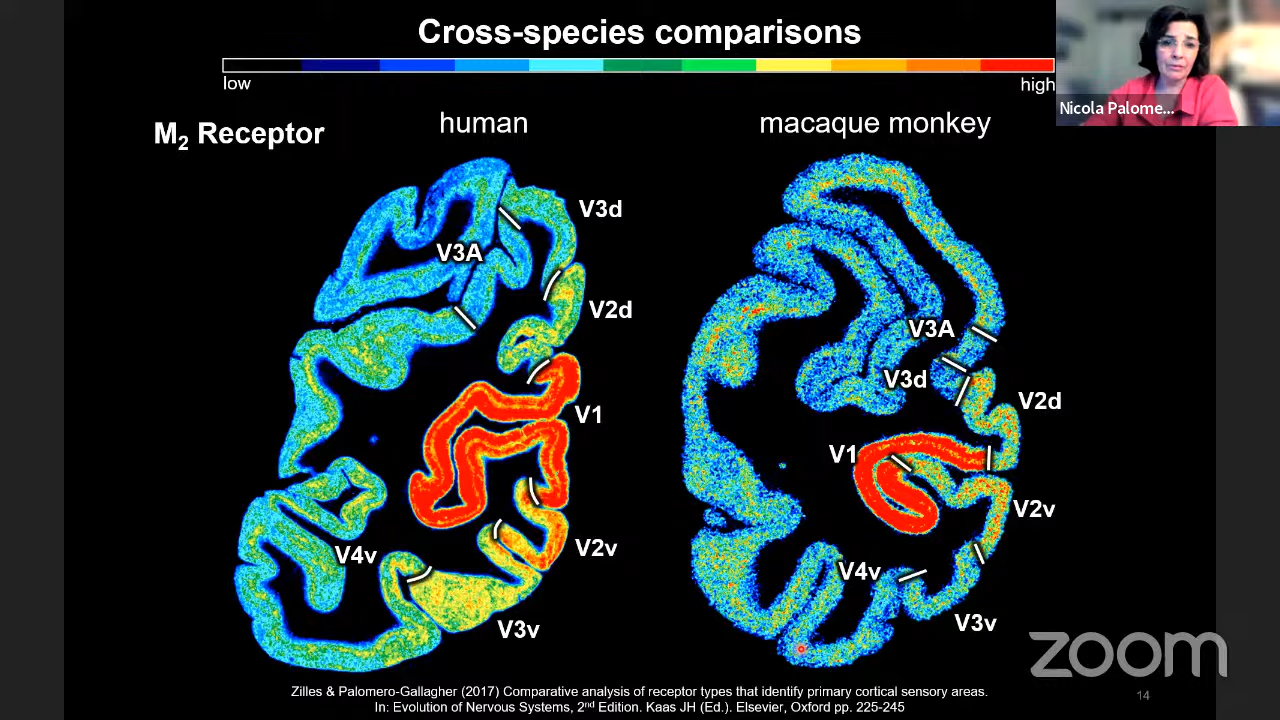 Cross-species comparisons
low
high
Nicola Palome...
M₂ Receptor
human
macaque monkey
V3d
V3A
V2d
V1
V2v
V4v
V3v
V3A
V3d
V2d
V1
V2v
V4v
V3v
zoom
Zilles & Palomero-Gallagher (2017) Comparative analysis of receptor types that identify primary cortical sensory areas.
In: Evolution of Nervous Systems, 2nd Edition. Kaas JH (Ed.). Elsevier, Oxford pp. 225-245
14